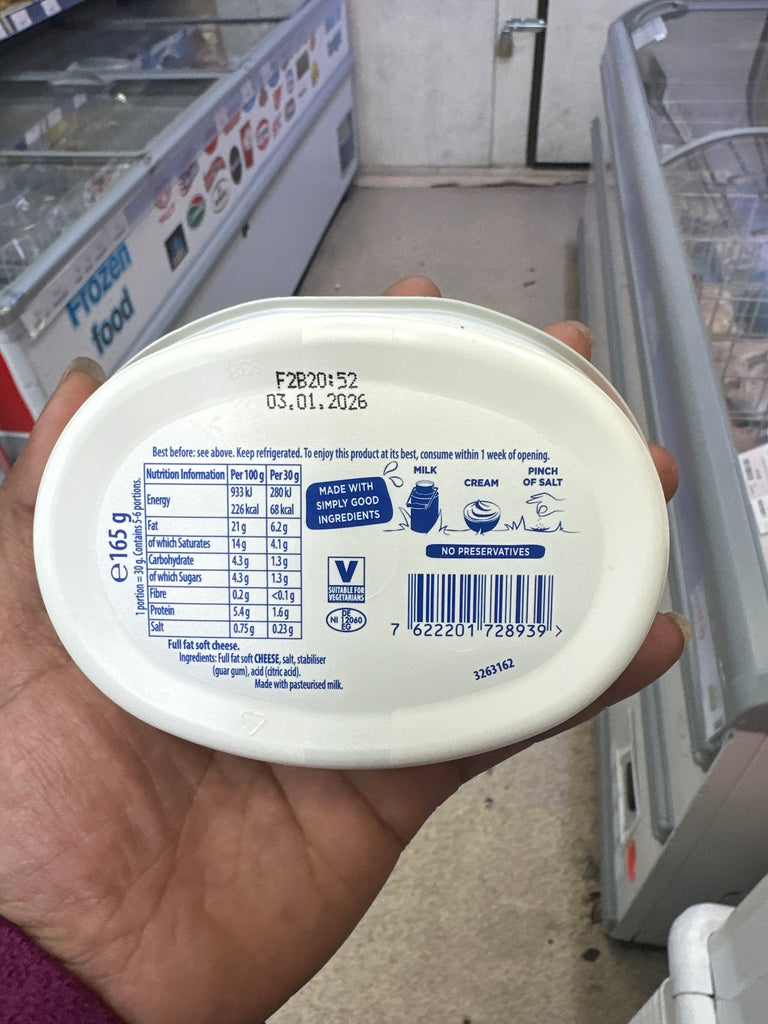 Frozen
food
F2B20:52
03.01.2026
Best before: see above. Keep refrigerated. To enjoy this product at its best, consume within 1 week of opening.
℮165 g
1 portion = 30 g. Contains 5-6 portions.
Nutrition Information Per 100 g Per 30 g
Energy 933 kJ 280 kJ
226 kcal 68 kcal
Fat 21 g 6.2 g
of which Saturates 14 g 4.1 g
Carbohydrate 4.3 g 1.3 g
of which Sugars 4.3 g 1.3 g
Fibre 0.2 g <0.1 g
Protein 5.4 g 1.6 g
Salt 0.75 g 0.23 g
MADE WITH
SIMPLY GOOD
INGREDIENTS
MILK
CREAM
PINCH
OF SALT
NO PRESERVATIVES
V
SUITABLE FOR
VEGETARIANS
DE
NI 12060
EG
7 622201 728939 >
3263162
Full fat soft cheese.
Ingredients: Full fat soft CHEESE, salt, stabiliser
(guar gum), acid (citric acid).
Made with pasteurised milk.